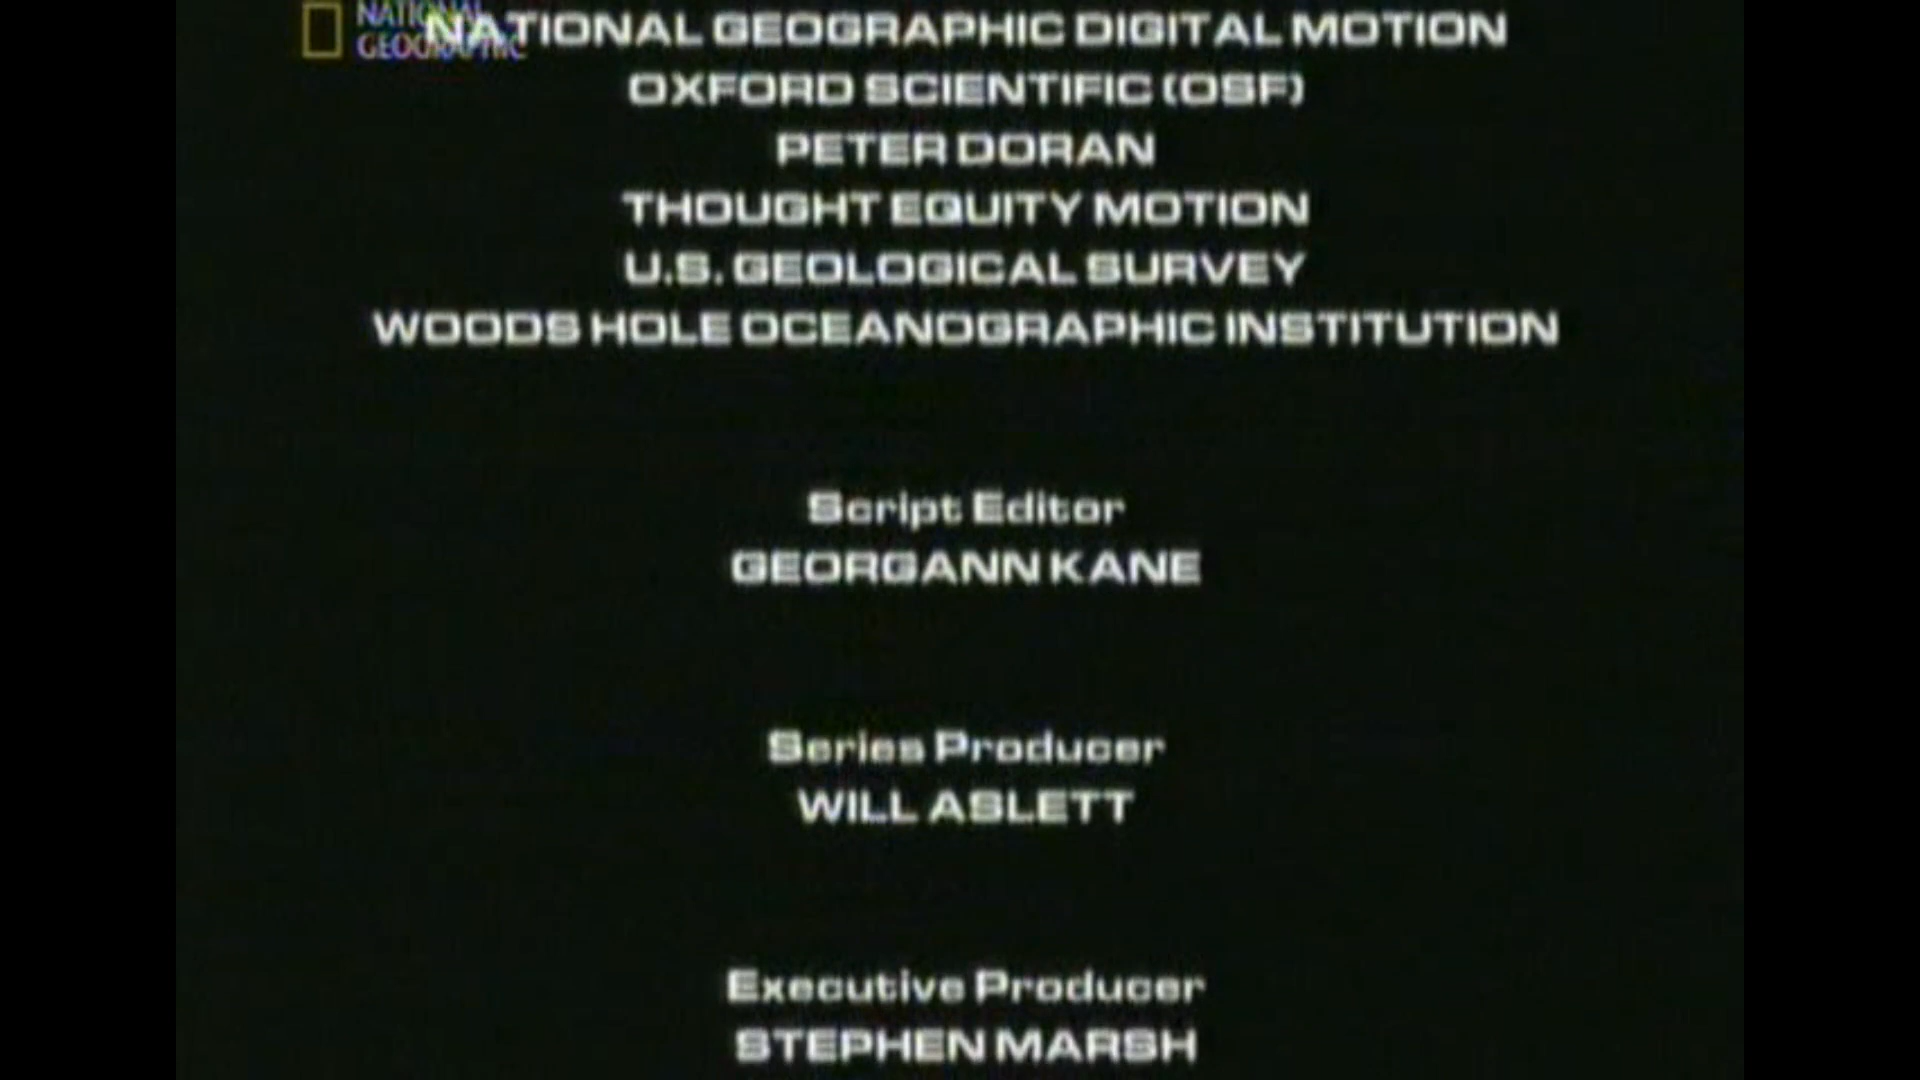 NATIONAL
GEOGRAPHIC
NATIONAL GEOGRAPHIC DIGITAL MOTION
OXFORD SCIENTIFIC (OSF)
PETER DORAN
THOUGHT EQUITY MOTION
U.S. GEOLOGICAL SURVEY
WOODS HOLE OCEANOGRAPHIC INSTITUTION
Script Editor
GEORGANN KANE
Series Producer
WILL ASLETT
Executive Producer
STEPHEN MARSH